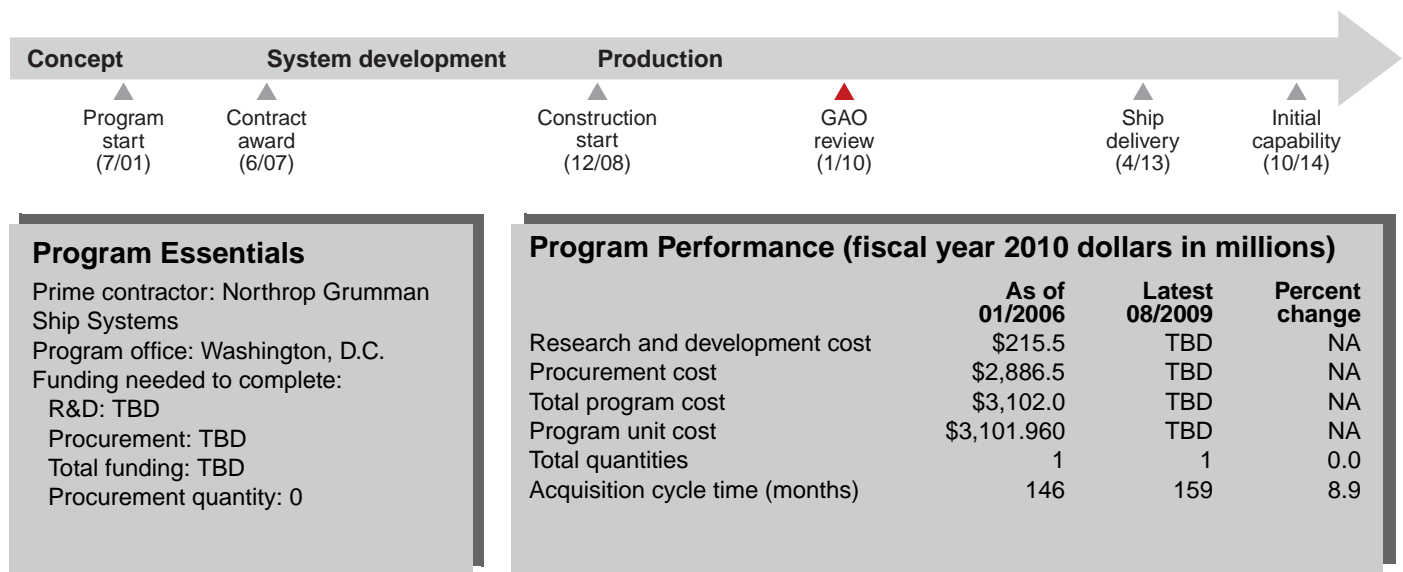 Concept System development Production
Program start (7/01)
Contract award (6/07)
Construction start (12/08)
GAO review (1/10)
Ship delivery (4/13)
Initial capability (10/14)
Program Essentials
Prime contractor: Northrop Grumman
Ship Systems
Program office: Washington, D.C.
Funding needed to complete:
R&D: TBD
Procurement: TBD
Total funding: TBD
Procurement quantity: 0
Program Performance (fiscal year 2010 dollars in millions)
As of 01/2006 Latest 08/2009 Percent change
Research and development cost $215.5 TBD NA
Procurement cost $2,886.5 TBD NA
Total program cost $3,102.0 TBD NA
Program unit cost $3,101.960 TBD NA
Total quantities 1 1 0.0
Acquisition cycle time (months) 146 159 8.9